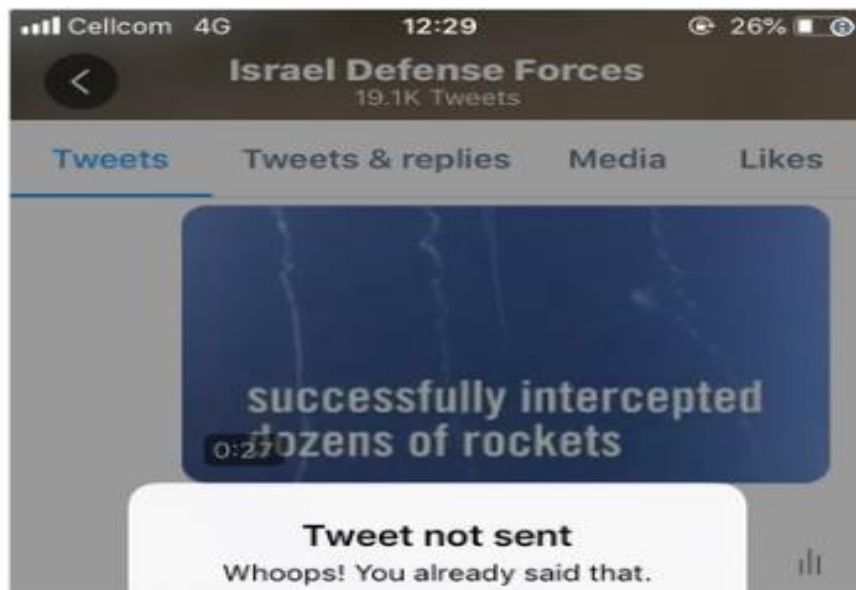 Cellcom 4G 12:29 26%
Israel Defense Forces
19.1K Tweets
Tweets Tweets & replies Media Likes
successfully intercepted
dozens of rockets
0:27
Tweet not sent
Whoops! You already said that.